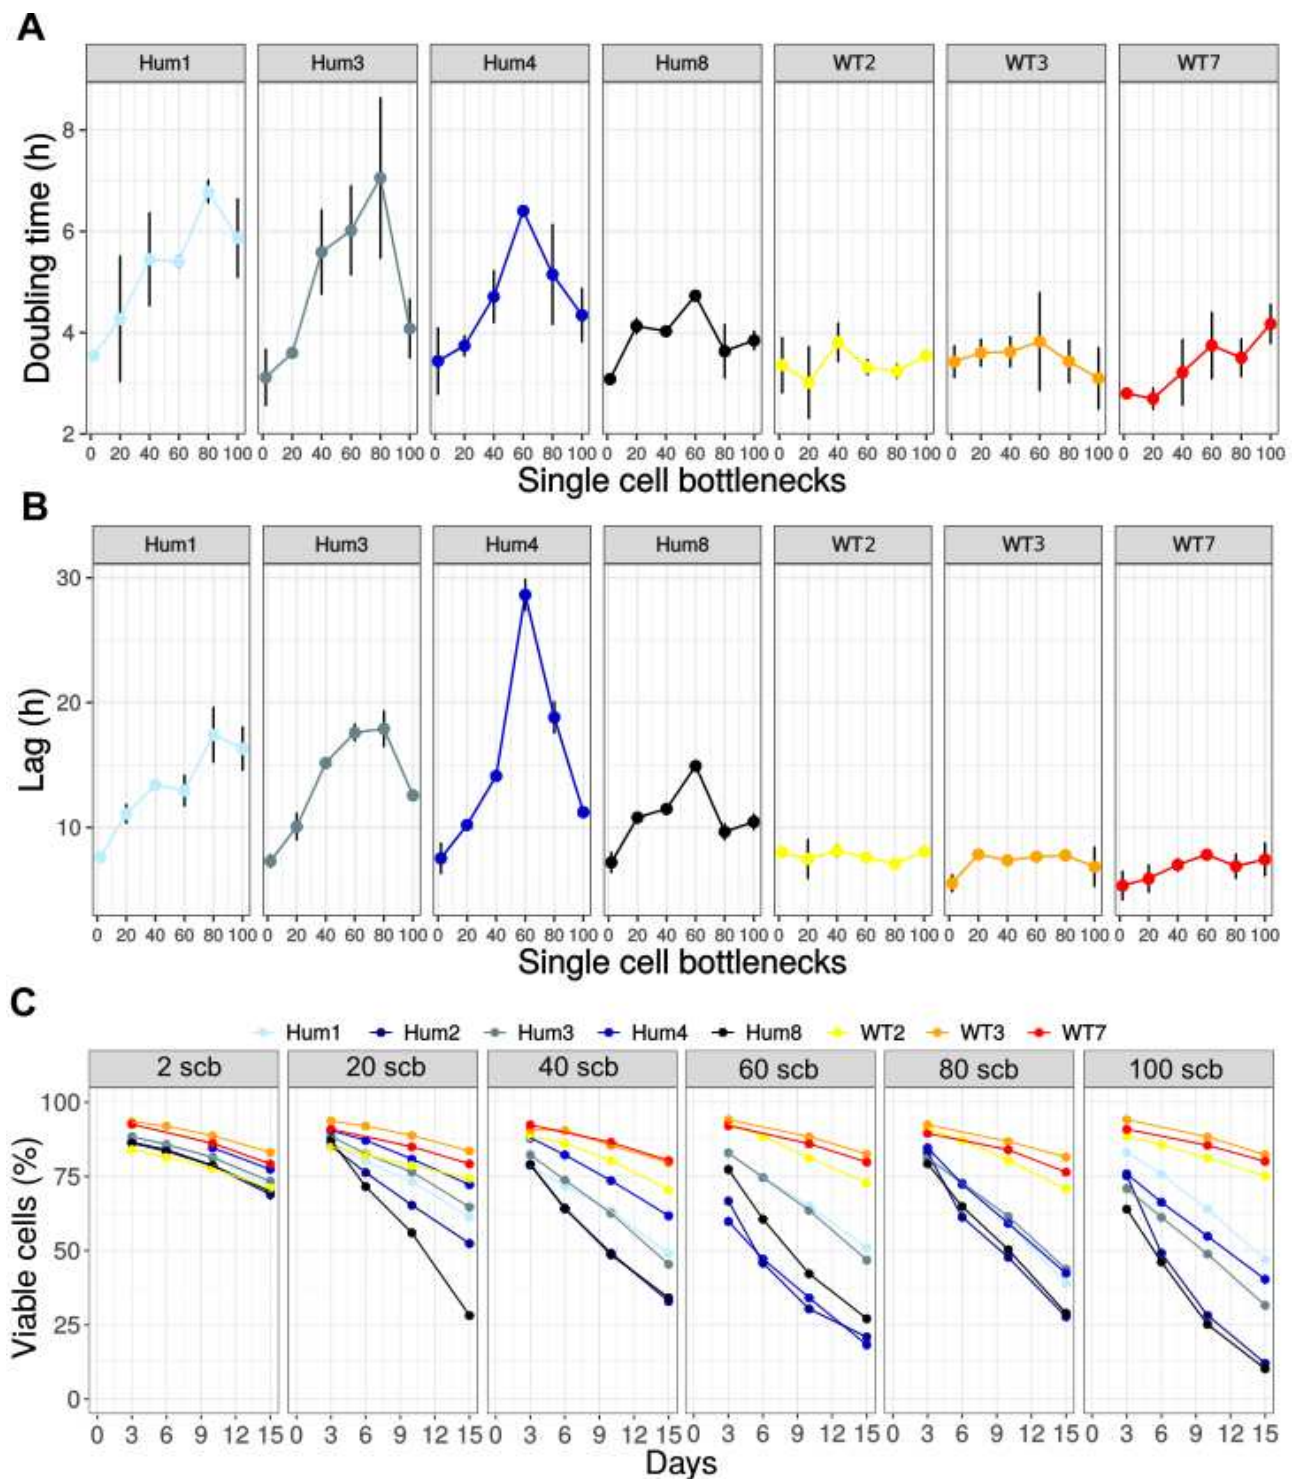 A
Hum1 Hum3 Hum4 Hum8 WT2 WT3 WT7
Doubling time (h)
8
6
4
2
0 20 40 60 80 100 0 20 40 60 80 100 0 20 40 60 80 100 0 20 40 60 80 100 0 20 40 60 80 100 0 20 40 60 80 100 0 20 40 60 80 100
Single cell bottlenecks
B
Hum1 Hum3 Hum4 Hum8 WT2 WT3 WT7
Lag (h)
30
20
10
0 20 40 60 80 100 0 20 40 60 80 100 0 20 40 60 80 100 0 20 40 60 80 100 0 20 40 60 80 100 0 20 40 60 80 100 0 20 40 60 80 100
Single cell bottlenecks
C
Hum1 Hum2 Hum3 Hum4 Hum8 WT2 WT3 WT7
2 scb 20 scb 40 scb 60 scb 80 scb 100 scb
Viable cells (%)
100
75
50
25
0
0 3 6 9 12 15 0 3 6 9 12 15 0 3 6 9 12 15 0 3 6 9 12 15 0 3 6 9 12 15 0 3 6 9 12 15
Days